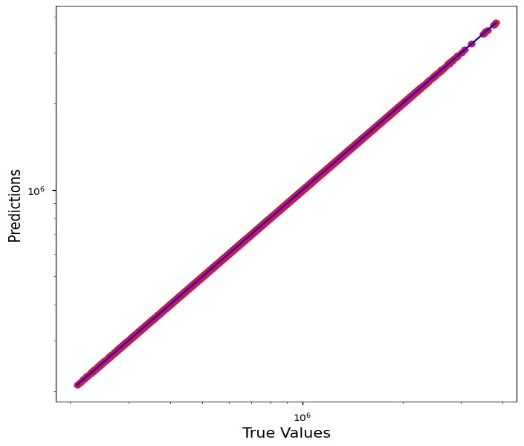 Predictions
10⁶
10⁶
True Values